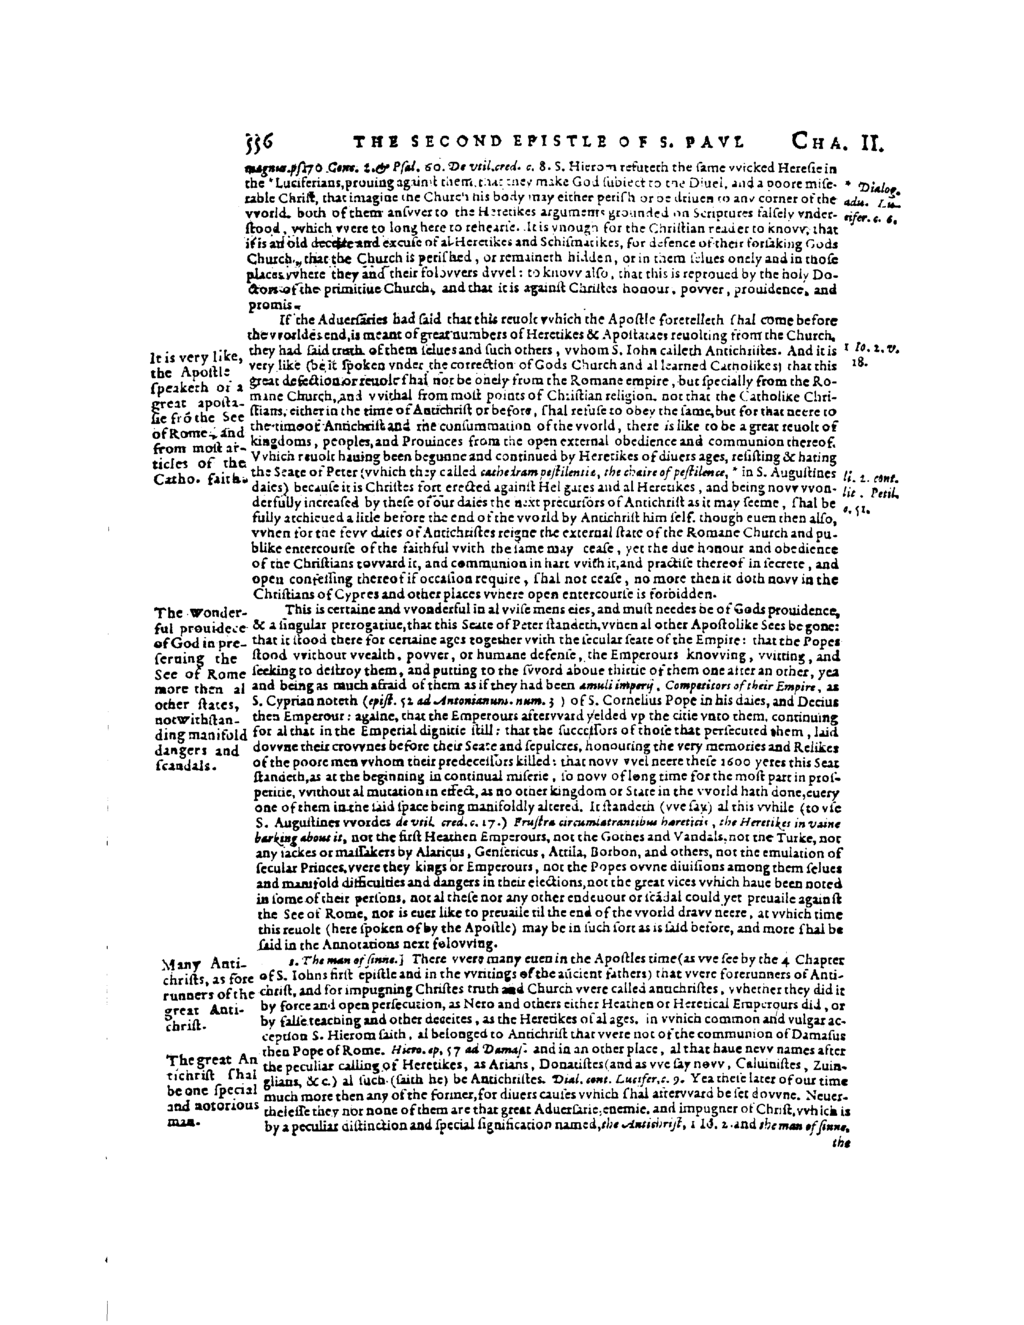 556 THE SECOND EPISTLE OF S. PAVL CHA. II.
magnus. Pſal. 60. De vtil. cred. c. 8. S. Hierom refuteth the ſame vvicked Hereſie in
the *Luciferians, prouing againſt them, that they make God ſubiect to the Diuel, and a poore miſe-
rable Chriſt, that imagine the Church his body may either periſh or be driuen to any corner of the
vvorld. both of them anſvver to the Heretikes arguments grounded on Scriptures falſely vnder-
ſtood, vvhich vvere to long here to rehearſe. It is ynough for the Chriſtian reader to knovv, that
it is an old deceite and excuſe of al Heretikes and Schiſmatikes, for defence of their forſaking Gods
Church, that the Church is periſhed, or remaineth hidden, or in them ſelues onely and in thoſe
places vvhere they and their folovvers dvvel: to knovv alſo, that this is reproued by the holy Do-
ctors of the primitiue Church, and that it is againſt Chriſtes honour, povver, prouidence, and
promis.
* Dialog. adu. Lu-
cifer. c. 6.
If the Aduerſaries had ſaid that this reuolt vvhich the Apoſtle foretelleth ſhal come before
the vvorldes end, is meant of great numbers of Heretikes & Apoſtataes reuolting from the Church,
they had ſaid truth of them ſelues and ſuch others, vvhom S. Iohn calleth Antichriſtes. And it is
very like (be it ſpoken vnder the correction of Gods Church and al learned Catholikes) that this
great defection or reuolt ſhal not be onely from the Romane empire, but ſpecially from the Ro-
mane Church, and vvithal from moſt points of Chriſtian religion. not that the Catholike Chri-
ſtians, either in the time of Antichriſt or before, ſhal refuſe to obey the ſame, but for that neere to
the time of Antichriſt and the conſummation of the vvorld, there is like to be a great reuolt of
kingdoms, peoples, and Prouinces from the open external obedience and communion thereof.
Vvhich reuolt hauing been begunne and continued by Heretikes of diuers ages, reſiſting & hating
the Seate of Peter (vvhich they called cathedram peſtilentiæ, the chaire of peſtilence, * in S. Auguſtines
daies) becauſe it is Chriſtes fort erected againſt Hel gates and al Heretikes, and being novv vvon-
derfully increaſed by theſe of our daies the next precurſors of Antichriſt as it may ſeeme, ſhal be
fully atchieued a litle before the end of the vvorld by Antichriſt him ſelf. though euen then alſo,
vvhen for the fevv daies of Antichriſtes reigne the external ſtate of the Romane Church and pu-
blike entercourſe of the faithful vvith the ſame may ceaſe, yet the due honour and obedience
of the Chriſtians tovvard it, and communion in hart vvith it, and practiſe thereof in ſecrete, and
open confeſſing thereof if occaſion require, ſhal not ceaſe, no more then it doth novv in the
Chriſtians of Cypres and other places vvhere open entercourſe is forbidden.
It is very like,
the Apoſtle
ſpeaketh of a
great apoſta-
ſie frō the See
of Rome, and
from moſt ar-
ticles of the
Catho. faith.
1 Io. 2. v.
18.
li. 2. cont.
lit. Petil.
c. 51.
This is certaine and vvonderful in al vviſe mens eies, and muſt needes be of Gods prouidence,
& a ſingular prerogatiue, that this Seate of Peter ſtandeth, vvhen al other Apoſtolike Sees be gone:
that it ſtood there for certaine ages together vvith the ſecular ſeate of the Empire: that the Popes
ſtood vvithout vvealth, povver, or humane defenſe, the Emperours knovving, vvitting, and
ſeeking to deſtroy them, and putting to the ſvvord aboue thirtie of them one after an other, yea
and being as much afraid of them as if they had been æmuli imperij, Competitors of their Empire, as
S. Cyprian noteth (epiſt. 52 ad Antonianum. num. 3) of S. Cornelius Pope in his daies, and Decius
then Emperour: againe, that the Emperours aftervvard yelded vp the citie vnto them, continuing
for al that in the Emperial dignitie ſtill: that the ſucceſſors of thoſe that perſecuted them, laid
dovvne their crovvnes before their Seate and ſepulcres, honouring the very memories and Relikes
of the poore men vvhom their predeceſſors killed: that novv vvel neere theſe 1600 yeres this Seat
ſtandeth, as at the beginning in continual miſerie, ſo novv of long time for the moſt part in proſ-
peritie, vvithout al mutation in effect, as no other kingdom or State in the vvorld hath done, euery
one of them in the ſaid ſpace being manifoldly altered. It ſtandeth (vve ſay) al this vvhile (to vſe
S. Auguſtines vvordes de vtil. cred. c. 17.) Fruſtra circumlatrantibus hæreticis, the Heretikes in vaine
barking about it, not the firſt Heathen Emperours, not the Gothes and Vandals, not the Turke, not
any ſackes or maſſakers by Alaricus, Genſericus, Attila, Borbon, and others, not the emulation of
ſecular Princes, vvere they kings or Emperours, not the Popes ovvne diuiſions among them ſelues
and manifold difficulties and dangers in their elections, not the great vices vvhich haue been noted
in ſome of their perſons, not al theſe nor any other endeuour or ſcādal could yet preuaile againſt
the See of Rome, nor is euer like to preuaile til the end of the vvorld dravv neere, at vvhich time
this reuolt (here ſpoken of by the Apoſtle) may be in ſuch ſort as is ſaid before, and more ſhal be
ſaid in the Annotations next folovving.
The Wonder-
ful prouidēce
of God in pre-
ſeruing the
See of Rome
more then al
other ſtates,
notwithſtan-
ding manifold
dangers and
ſcandals.
3. The man of ſinne.] There vvere many euen in the Apoſtles time (as vve ſee by the 4 Chapter
of S. Iohns firſt epiſtle and in the vvritings of the aūcient fathers) that vvere forerunners of Anti-
chriſt, and for impugning Chriſtes truth and Church vvere called antichriſtes, vvhether they did it
by force and open perſecution, as Nero and others either Heathen or Heretical Emperours did, or
by falſe teaching and other deceites, as the Heretikes of al ages. in vvhich common and vulgar ac-
ception S. Hierom ſaith, al belonged to Antichriſt that vvere not of the communion of Damaſus
then Pope of Rome. Hiero. ep. 57 ad Damaſ. and in an other place, al that haue nevv names after
the peculiar calling of Heretikes, as Arians, Donatiſtes (and as vve ſay novv, Caluiniſtes, Zuin-
glians, &c.) al ſuch (ſaith he) be Antichriſtes. Dial. cont. Lucifer. c. 9. Yea theſe later of our time
much more then any of the former, for diuers cauſes vvhich ſhal aftervvard be ſet dovvne. Neuer-
theleſſe they nor none of them are that great Aduerſarie, enemie, and impugner of Chriſt, vvhich is
by a peculiar diſtinction and ſpecial ſignification named, the Antichriſt, 1 Io. 2. and the man of ſinne,
the
Many Anti-
chriſts, as fore
runners of the
great Anti-
chriſt.
The great An
tichriſt ſhal
be one ſpecial
and notorious
man.